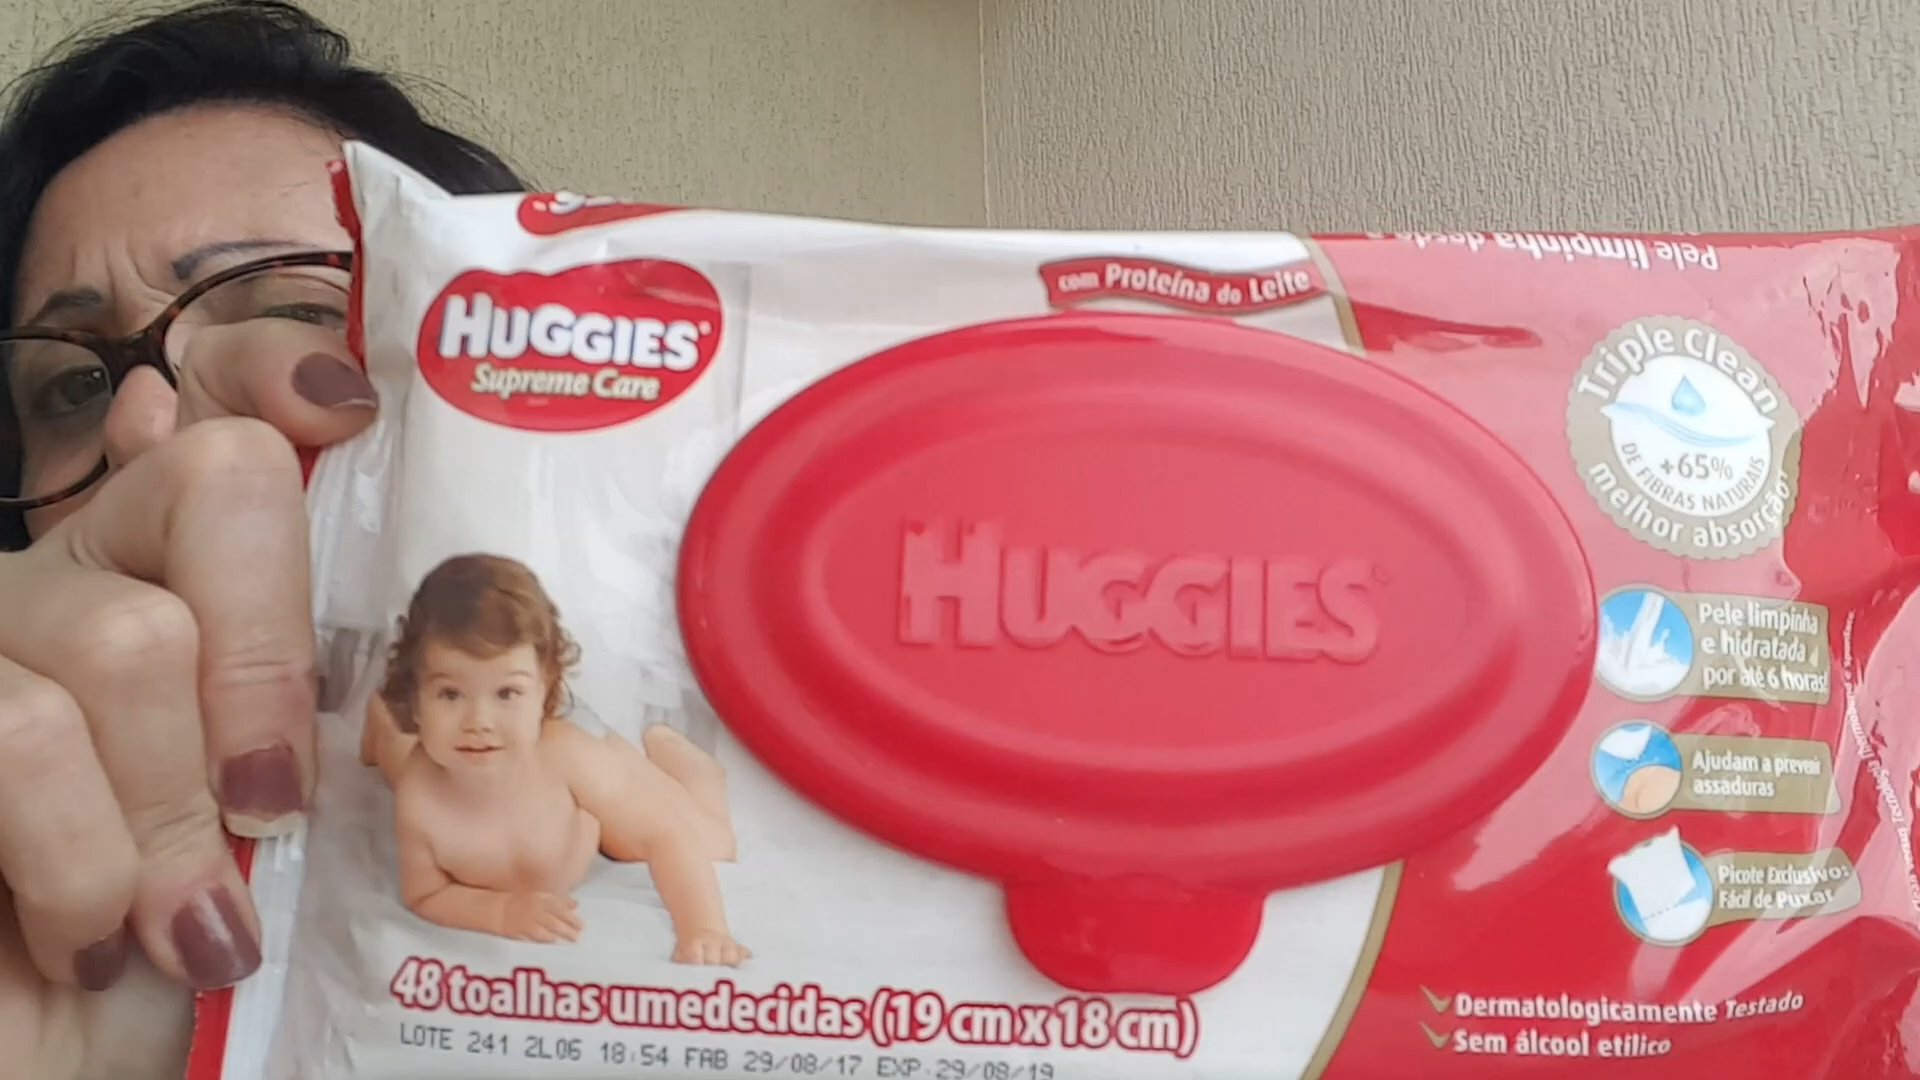 HUGGIES
Supreme Care
com Proteína do Leite
Pele limpinha
Triple Clean
+65%
DE FIBRAS NATURAIS
melhor absorção
HUGGIES
Pele limpinha
e hidratada
por até 6 horas!
Ajudam a prevenir
assaduras
Picote Exclusivo:
Fácil de Puxar
48 toalhas umedecidas (19 cm x 18 cm)
LOTE 241 2L06 18:54 FAB 29/08/17 EXP.29/08/19
Dermatologicamente Testado
Sem álcool etílico